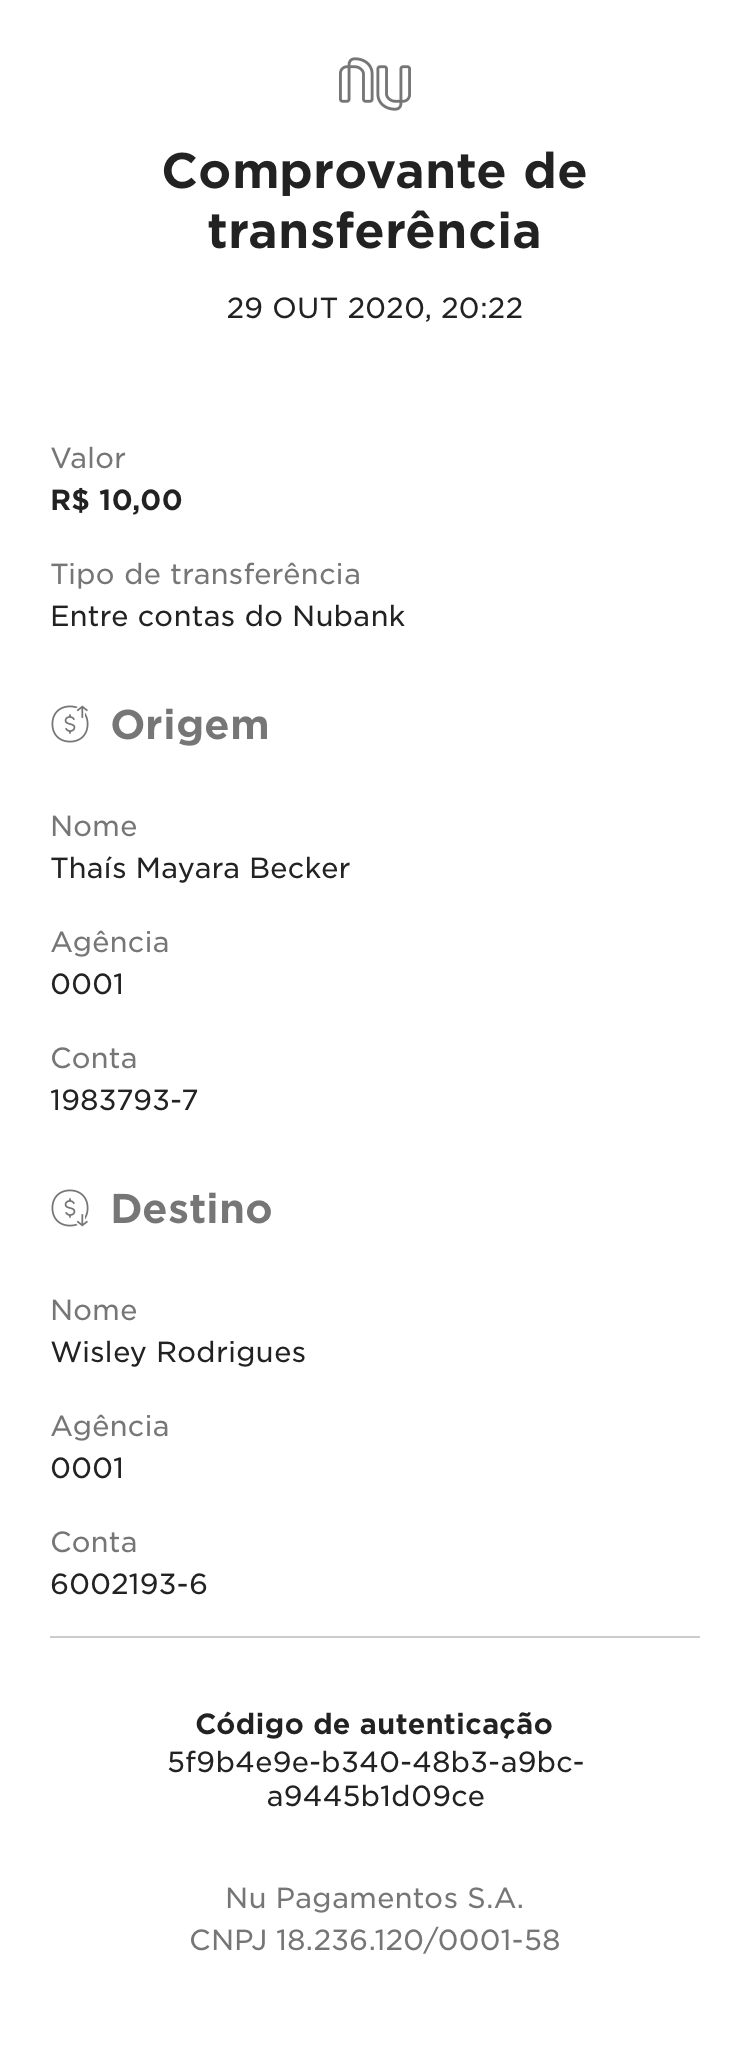 nu
Comprovante de
transferência
29 OUT 2020, 20:22
Valor
R$ 10,00
Tipo de transferência
Entre contas do Nubank
Origem
Nome
Thaís Mayara Becker
Agência
0001
Conta
1983793-7
Destino
Nome
Wisley Rodrigues
Agência
0001
Conta
6002193-6
Código de autenticação
5f9b4e9e-b340-48b3-a9bc-
a9445b1d09ce
Nu Pagamentos S.A.
CNPJ 18.236.120/0001-58